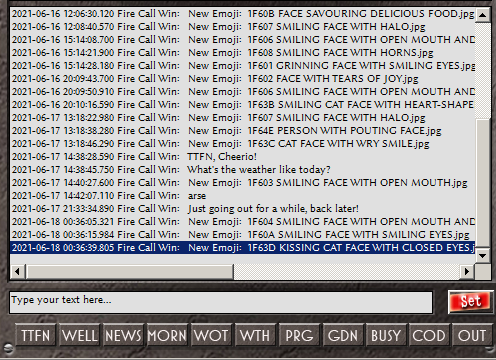 2021-06-16 12:06:30.120 Fire Call Win: New Emoji: 1F60B FACE SAVOURING DELICIOUS FOOD.jpg
2021-06-16 12:08:40.570 Fire Call Win: New Emoji: 1F607 SMILING FACE WITH HALO.jpg
2021-06-16 15:14:08.700 Fire Call Win: New Emoji: 1F606 SMILING FACE WITH OPEN MOUTH AND
2021-06-16 15:14:21.900 Fire Call Win: New Emoji: 1F608 SMILING FACE WITH HORNS.jpg
2021-06-16 15:14:28.180 Fire Call Win: New Emoji: 1F601 GRINNING FACE WITH SMILING EYES.jpg
2021-06-16 20:09:43.700 Fire Call Win: New Emoji: 1F602 FACE WITH TEARS OF JOY.jpg
2021-06-16 20:09:50.910 Fire Call Win: New Emoji: 1F606 SMILING FACE WITH OPEN MOUTH AND
2021-06-16 20:10:16.590 Fire Call Win: New Emoji: 1F63B SMILING CAT FACE WITH HEART-SHAPE
2021-06-17 13:18:22.980 Fire Call Win: New Emoji: 1F607 SMILING FACE WITH HALO.jpg
2021-06-17 13:18:38.280 Fire Call Win: New Emoji: 1F64E PERSON WITH POUTING FACE.jpg
2021-06-17 13:18:46.290 Fire Call Win: New Emoji: 1F63C CAT FACE WITH WRY SMILE.jpg
2021-06-17 14:38:28.590 Fire Call Win: TTFN, Cheerio!
2021-06-17 14:38:45.750 Fire Call Win: What's the weather like today?
2021-06-17 14:40:27.600 Fire Call Win: New Emoji: 1F603 SMILING FACE WITH OPEN MOUTH.jpg
2021-06-17 14:42:07.110 Fire Call Win: arse
2021-06-17 21:33:34.890 Fire Call Win: Just going out for a while, back later!
2021-06-18 00:36:05.321 Fire Call Win: New Emoji: 1F604 SMILING FACE WITH OPEN MOUTH AND
2021-06-18 00:36:15.984 Fire Call Win: New Emoji: 1F60A SMILING FACE WITH SMILING EYES.jpg
2021-06-18 00:36:39.805 Fire Call Win: New Emoji: 1F63D KISSING CAT FACE WITH CLOSED EYES.j
Type your text here...
Set
TTFN WELL NEWS MORN WOT WTH PRG GDN BUSY COD OUT